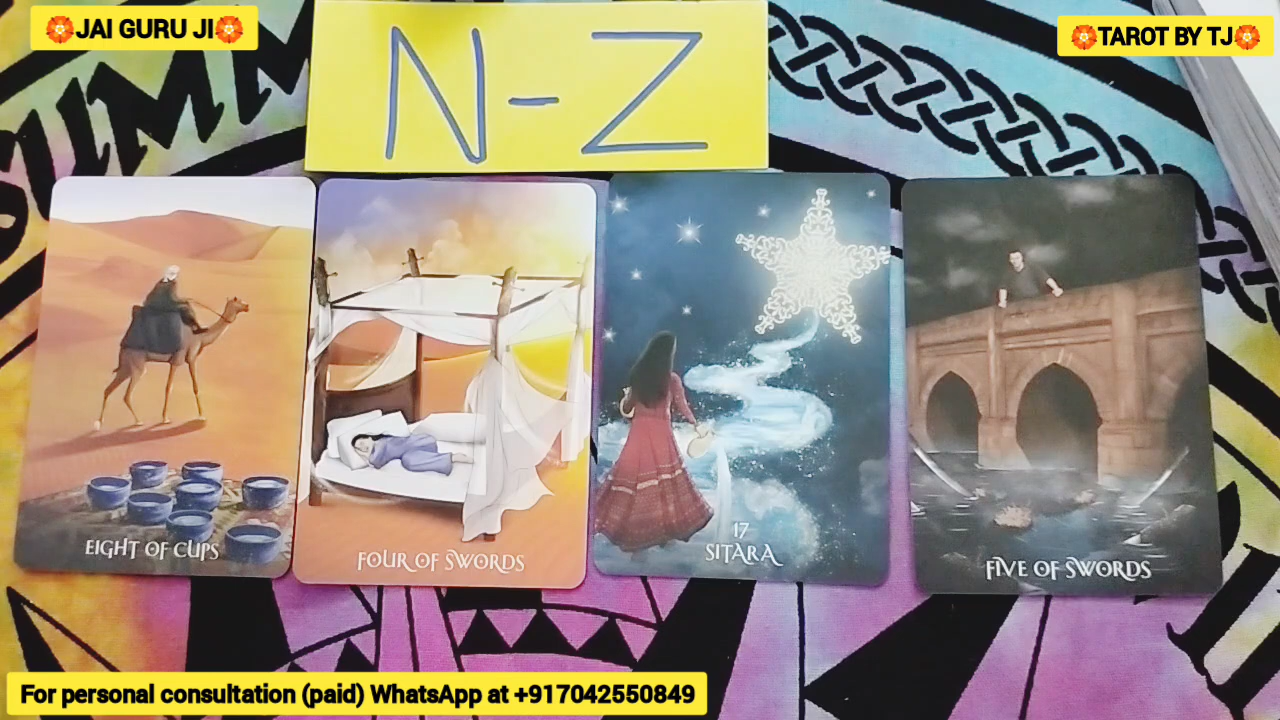 🏵️JAI GURU JI🏵️
🏵️TAROT BY TJ🏵️
N-Z
EIGHT OF CUPS
FOUR OF SWORDS
17
SITARA
FIVE OF SWORDS
For personal consultation (paid) WhatsApp at +917042550849